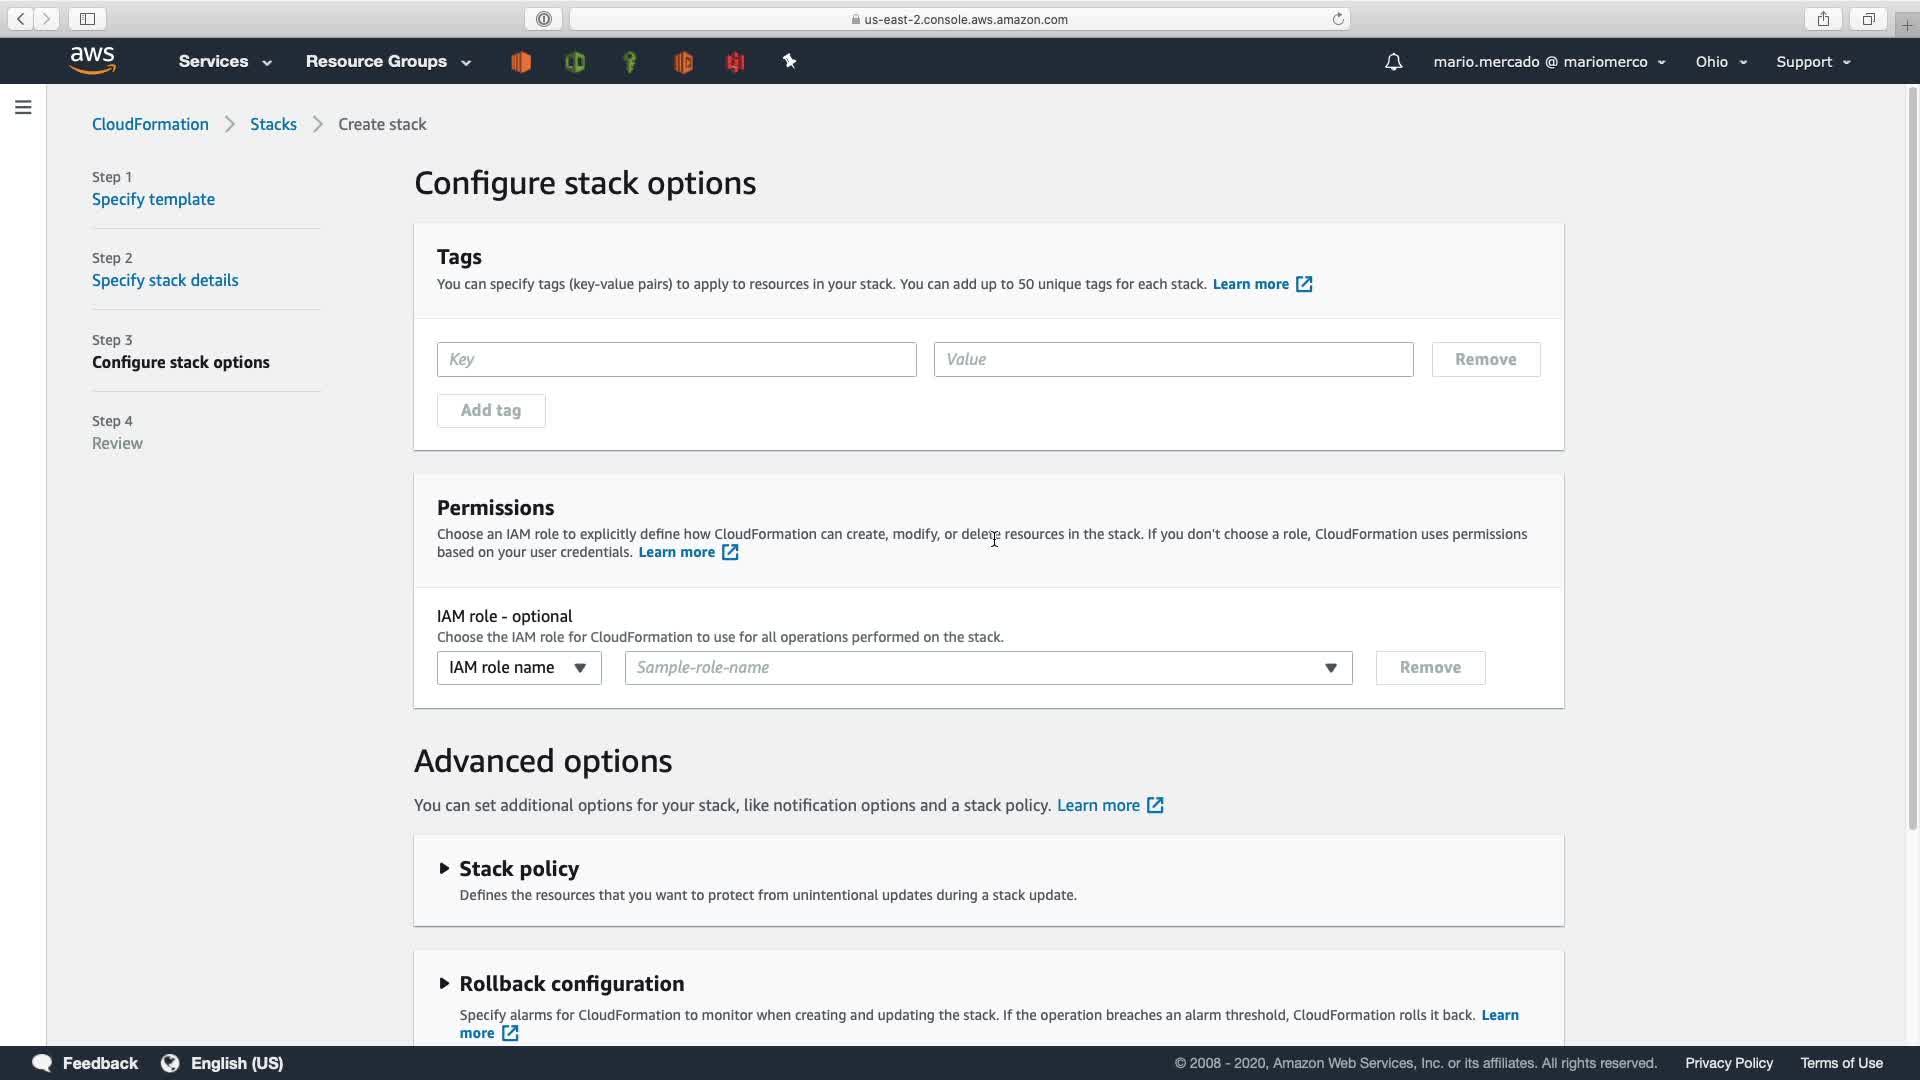 us-east-2.console.aws.amazon.com
aws
Services
Resource Groups
mario.mercado @ mariomerco
Ohio
Support
CloudFormation
Stacks
Create stack
Step 1
Specify template
Step 2
Specify stack details
Step 3
Configure stack options
Step 4
Review
Configure stack options
Tags
You can specify tags (key-value pairs) to apply to resources in your stack. You can add up to 50 unique tags for each stack. Learn more
Key
Value
Remove
Add tag
Permissions
Choose an IAM role to explicitly define how CloudFormation can create, modify, or delete resources in the stack. If you don't choose a role, CloudFormation uses permissions
based on your user credentials. Learn more
IAM role - optional
Choose the IAM role for CloudFormation to use for all operations performed on the stack.
IAM role name
Sample-role-name
Remove
Advanced options
You can set additional options for your stack, like notification options and a stack policy. Learn more
Stack policy
Defines the resources that you want to protect from unintentional updates during a stack update.
Rollback configuration
Specify alarms for CloudFormation to monitor when creating and updating the stack. If the operation breaches an alarm threshold, CloudFormation rolls it back. Learn
more
Feedback
English (US)
© 2008 - 2020, Amazon Web Services, Inc. or its affiliates. All rights reserved.
Privacy Policy
Terms of Use